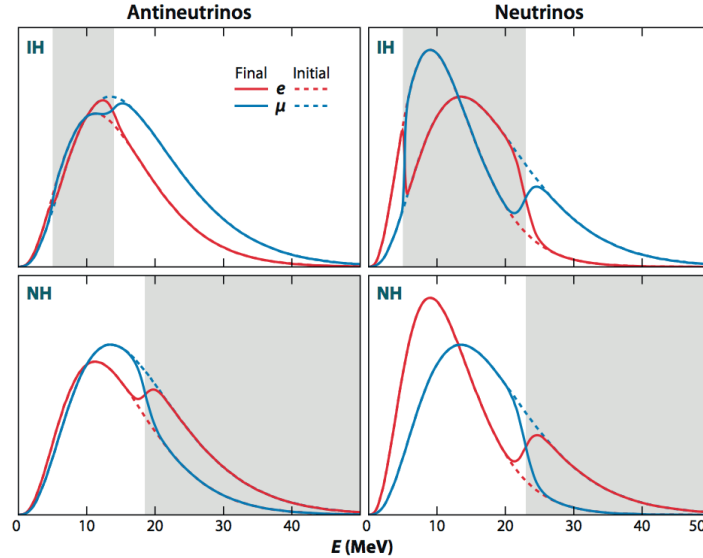 Antineutrinos
Neutrinos
IH
Final Initial
e
μ
IH
NH
NH
0 10 20 30 40
0 10 20 30 40 50
E (MeV)